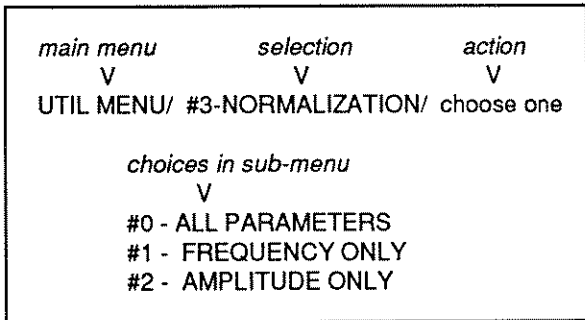 main menu selection action
V V V
UTIL MENU/ #3-NORMALIZATION/ choose one
choices in sub-menu
V
#0 - ALL PARAMETERS
#1 - FREQUENCY ONLY
#2 - AMPLITUDE ONLY